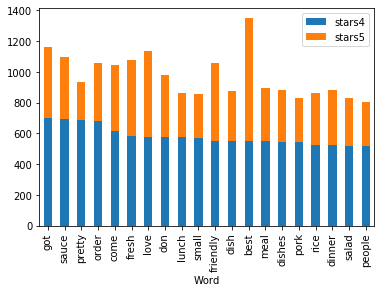 1400
1200
1000
800
600
400
200
0
stars4
stars5
got
sauce
pretty
order
come
fresh
love
don
lunch
small
friendly
dish
best
meal
dishes
pork
rice
dinner
salad
people
Word